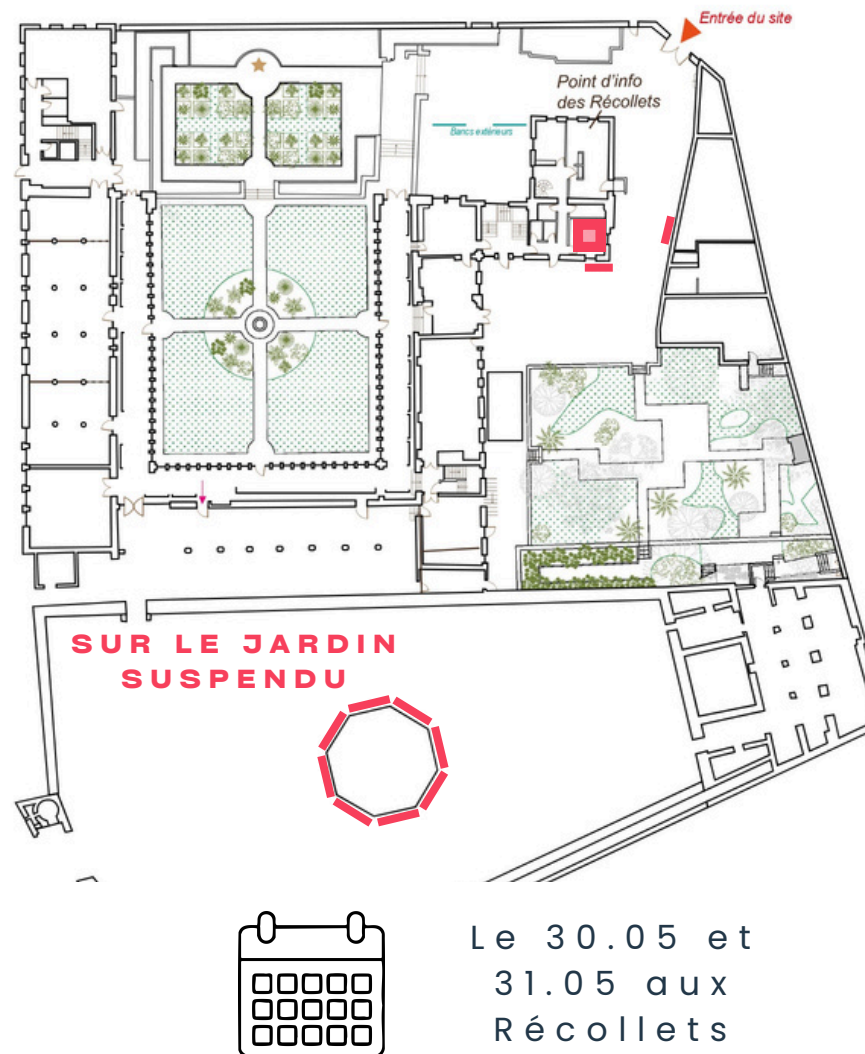 Entrée du site
Point d'info
des Récollets
Bancs extérieurs
SUR LE JARDIN
SUSPENDU
Le 30.05 et
31.05 aux
Récollets